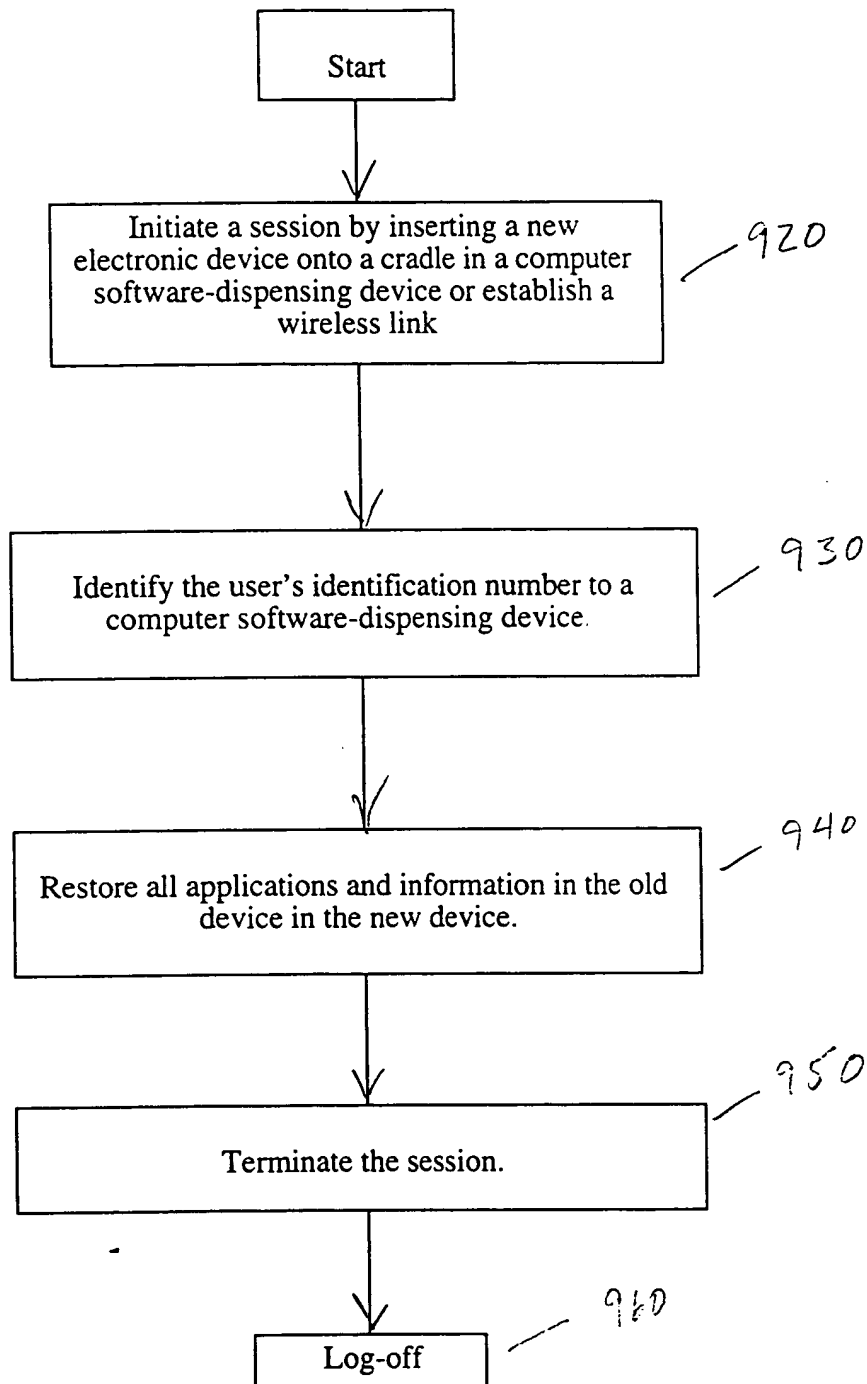 Start
Initiate a session by inserting a new
electronic device onto a cradle in a computer
software-dispensing device or establish a
wireless link
920
Identify the user's identification number to a
computer software-dispensing device.
930
Restore all applications and information in the old
device in the new device.
940
Terminate the session.
950
Log-off
960